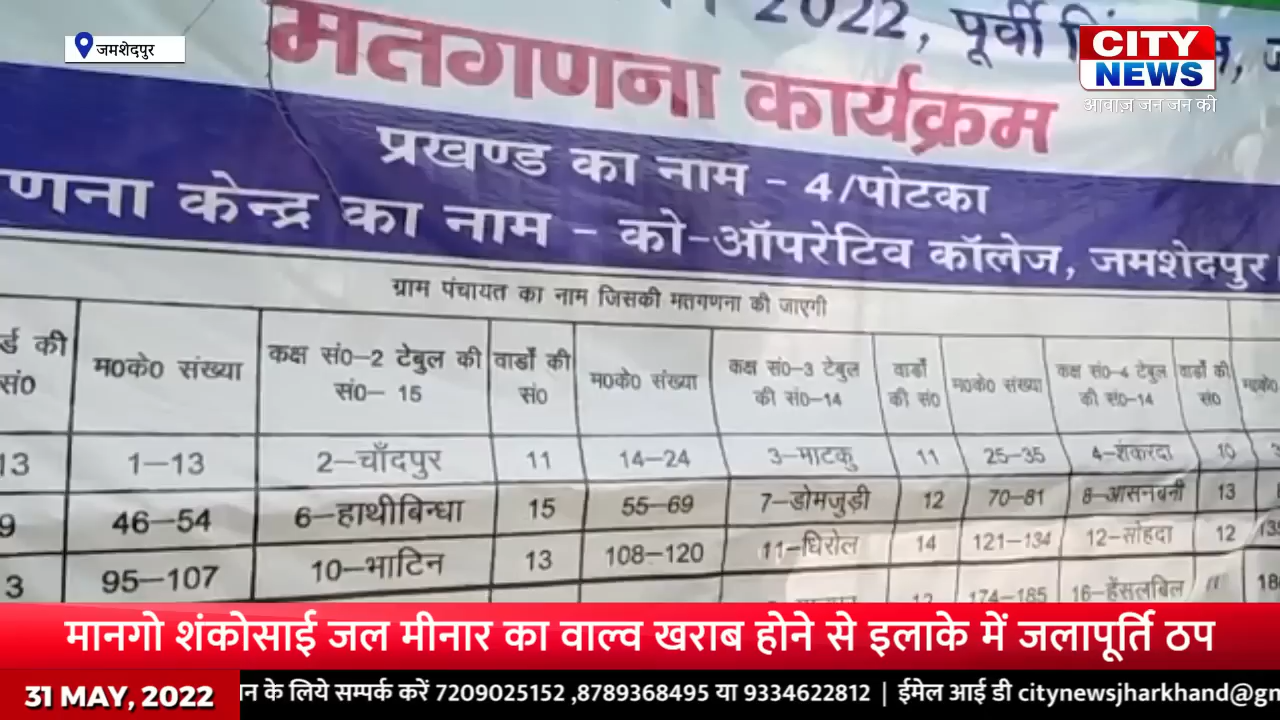 2022, पूर्वी
जमशेदपुर
CITY
NEWS
आवाज़ जन जन की
मतगणना कार्यक्रम
प्रखण्ड का नाम - 4/पोटका
गणना केन्द्र का नाम - को-ऑपरेटिव कॉलेज, जमशेदपुर।
ग्राम पंचायत का नाम जिसकी मतगणना की जाएगी
र्ड की सं0 म0के0 संख्या कक्ष सं0-2 टेबुल की सं0- 15 वार्डों की सं0 म0के0 संख्या कक्ष सं0-3 टेबुल की सं0-14 वार्डों की सं0 म0के0 संख्या कक्ष सं0-4 टेबुल की सं0-14 वार्डों की सं0
13 1-13 2-चाँदपुर 11 14-24 3-माटकु 11 25-35 4-शंकरदा 10
9 46-54 6-हाथीबिन्धा 15 55-69 7-डोमजुड़ी 12 70-81 8-आसनबनी 13
3 95-107 10-भाटिन 13 108-120 11-धिरोल 14 121-134 12-सोहदा 12
174-185 16-हेंसलबिल
मानगो शंकोसाई जल मीनार का वाल्व खराब होने से इलाके में जलापूर्ति ठप
31 MAY, 2022 न के लिये सम्पर्क करें 7209025152 ,8789368495 या 9334622812 | ईमेल आई डी citynewsjharkhand@gm